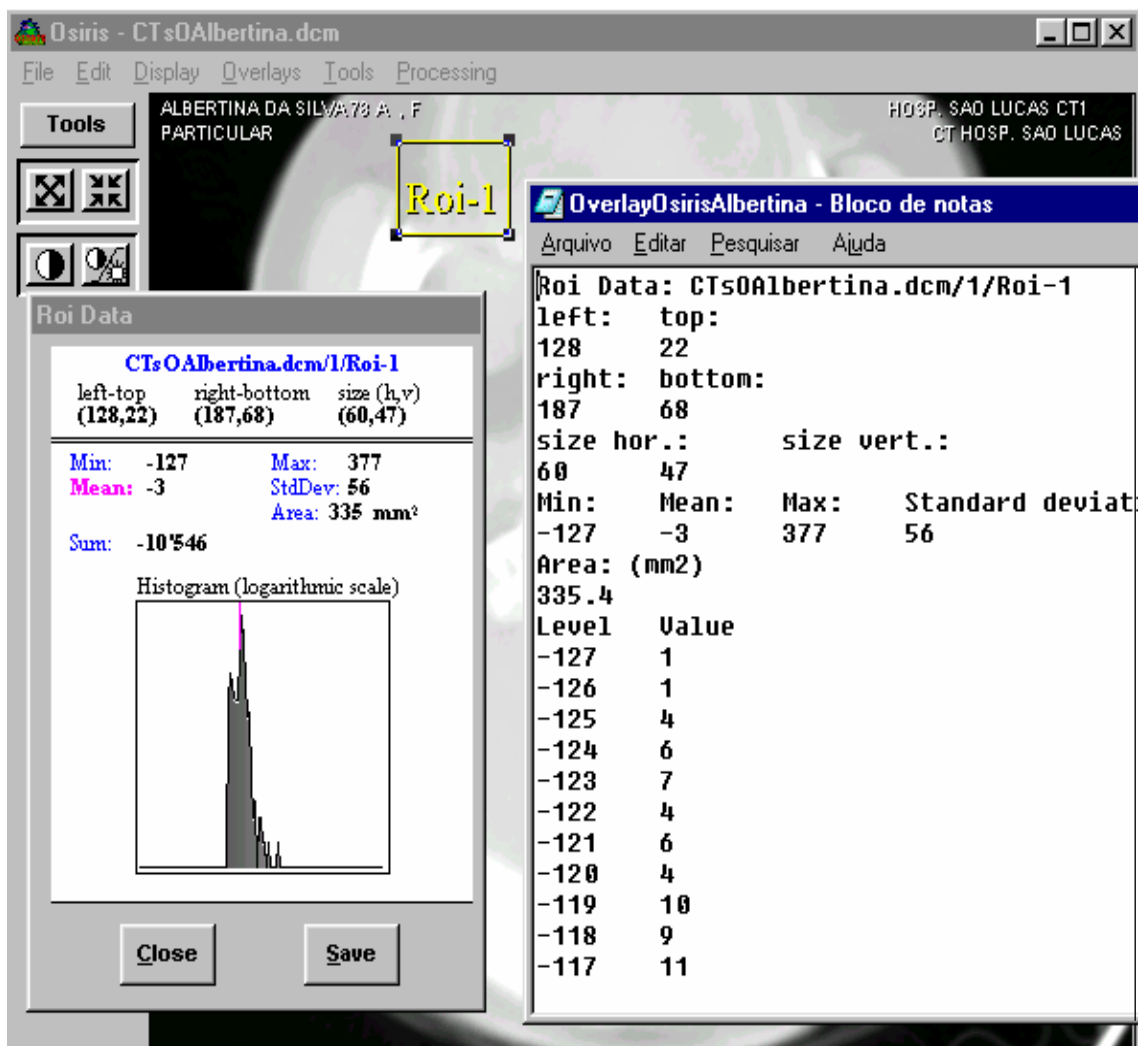 Osiris - CTsOAlbertina.dcm
File Edit Display Overlays Tools Processing
Tools
ALBERTINA DA SILVA 78 A , F
PARTICULAR
HOSP. SAO LUCAS CT1
CT HOSP. SAO LUCAS
Roi-1
Roi Data
CTsOAlbertina.dcm/1/Roi-1
left-top right-bottom size (h,v)
(128,22) (187,68) (60,47)
Min: -127 Max: 377
Mean: -3 StdDev: 56
Area: 335 mm²
Sum: -10'546
Histogram (logarithmic scale)
Close Save
OverlayOsirisAlbertina - Bloco de notas
Arquivo Editar Pesquisar Ajuda
Roi Data: CTsOAlbertina.dcm/1/Roi-1
left: top:
128 22
right: bottom:
187 68
size hor.: size vert.:
60 47
Min: Mean: Max: Standard deviat
-127 -3 377 56
Area: (mm2)
335.4
Level Value
-127 1
-126 1
-125 4
-124 6
-123 7
-122 4
-121 6
-120 4
-119 10
-118 9
-117 11